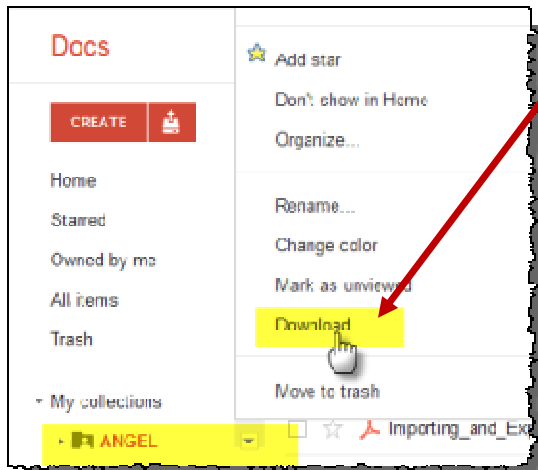 Docs
CREATE
Home
Starred
Owned by me
All items
Trash
My collections
ANGEL
Add star
Don't show in Home
Organize...
Rename...
Change color
Mark as unviewed
Download
Move to trash
Importing_and_Ex